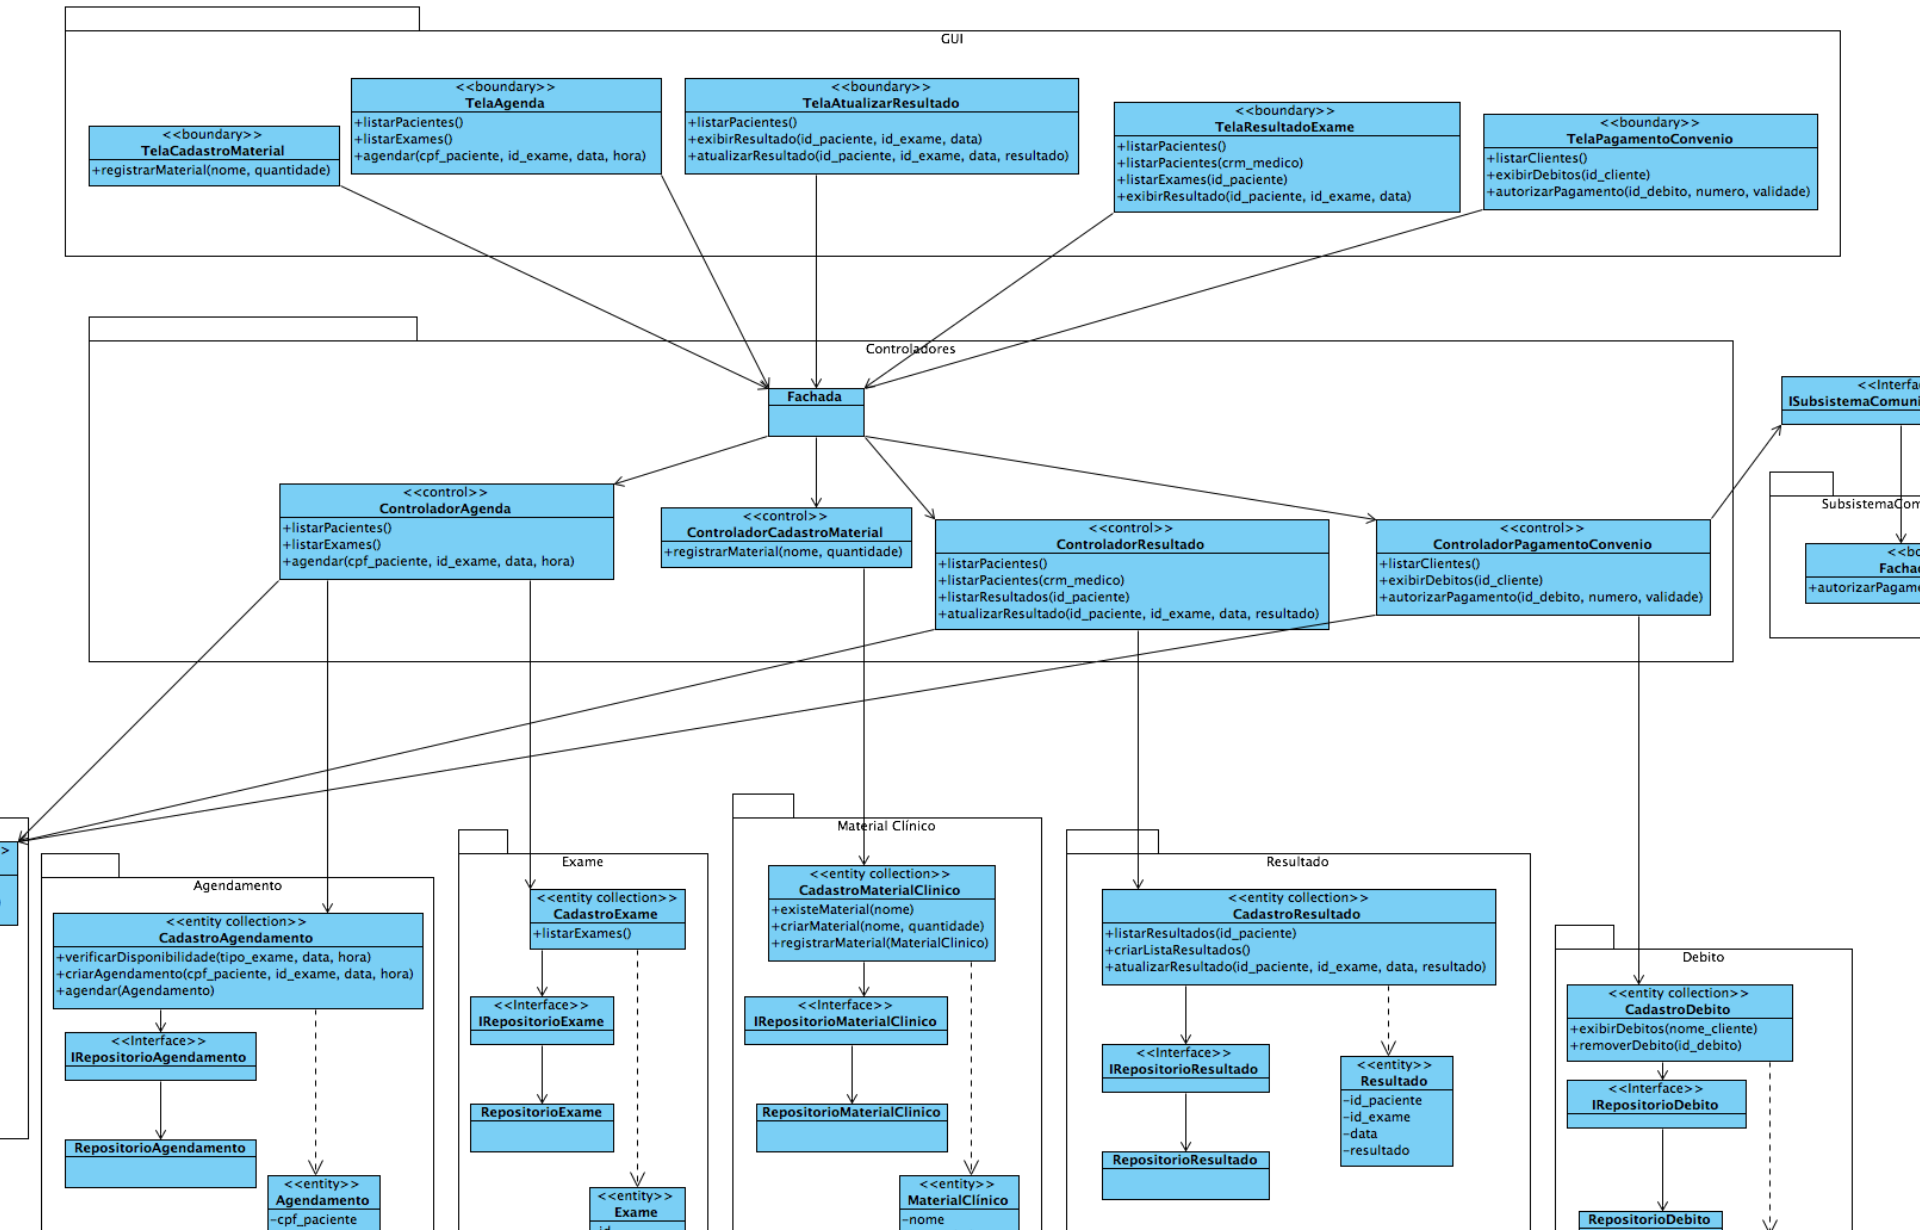 GUI
<<boundary>>
TelaCadastroMaterial
+registrarMaterial(nome, quantidade)
<<boundary>>
TelaAgenda
+listarPacientes()
+listarExames()
+agendar(cpf_paciente, id_exame, data, hora)
<<boundary>>
TelaAtualizarResultado
+listarPacientes()
+exibirResultado(id_paciente, id_exame, data)
+atualizarResultado(id_paciente, id_exame, data, resultado)
<<boundary>>
TelaResultadoExame
+listarPacientes()
+listarPacientes(crm_medico)
+listarExames(id_paciente)
+exibirResultado(id_paciente, id_exame, data)
<<boundary>>
TelaPagamentoConvenio
+listarClientes()
+exibirDebitos(id_cliente)
+autorizarPagamento(id_debito, numero, validade)
Controladores
Fachada
<<control>>
ControladorAgenda
+listarPacientes()
+listarExames()
+agendar(cpf_paciente, id_exame, data, hora)
<<control>>
ControladorCadastroMaterial
+registrarMaterial(nome, quantidade)
<<control>>
ControladorResultado
+listarPacientes()
+listarPacientes(crm_medico)
+listarResultados(id_paciente)
+atualizarResultado(id_paciente, id_exame, data, resultado)
<<control>>
ControladorPagamentoConvenio
+listarClientes()
+exibirDebitos(id_cliente)
+autorizarPagamento(id_debito, numero, validade)
<<Interfa
ISubsistemaComuni
SubsistemaCom
<<bo
Facha
+autorizarPagame
>
Agendamento
<<entity collection>>
CadastroAgendamento
+verificarDisponibilidade(tipo_exame, data, hora)
+criarAgendamento(cpf_paciente, id_exame, data, hora)
+agendar(Agendamento)
<<Interface>>
IRepositorioAgendamento
RepositorioAgendamento
<<entity>>
Agendamento
-cpf_paciente
Exame
<<entity collection>>
CadastroExame
+listarExames()
<<Interface>>
IRepositorioExame
RepositorioExame
<<entity>>
Exame
Material Clínico
<<entity collection>>
CadastroMaterialClinico
+existeMaterial(nome)
+criarMaterial(nome, quantidade)
+registrarMaterial(MaterialClinico)
<<Interface>>
IRepositorioMaterialClinico
RepositorioMaterialClinico
<<entity>>
MaterialClínico
-nome
Resultado
<<entity collection>>
CadastroResultado
+listarResultados(id_paciente)
+criarListaResultados()
+atualizarResultado(id_paciente, id_exame, data, resultado)
<<Interface>>
IRepositorioResultado
RepositorioResultado
<<entity>>
Resultado
-id_paciente
-id_exame
-data
-resultado
Debito
<<entity collection>>
CadastroDebito
+exibirDebitos(nome_cliente)
+removerDebito(id_debito)
<<Interface>>
IRepositorioDebito
RepositorioDebito